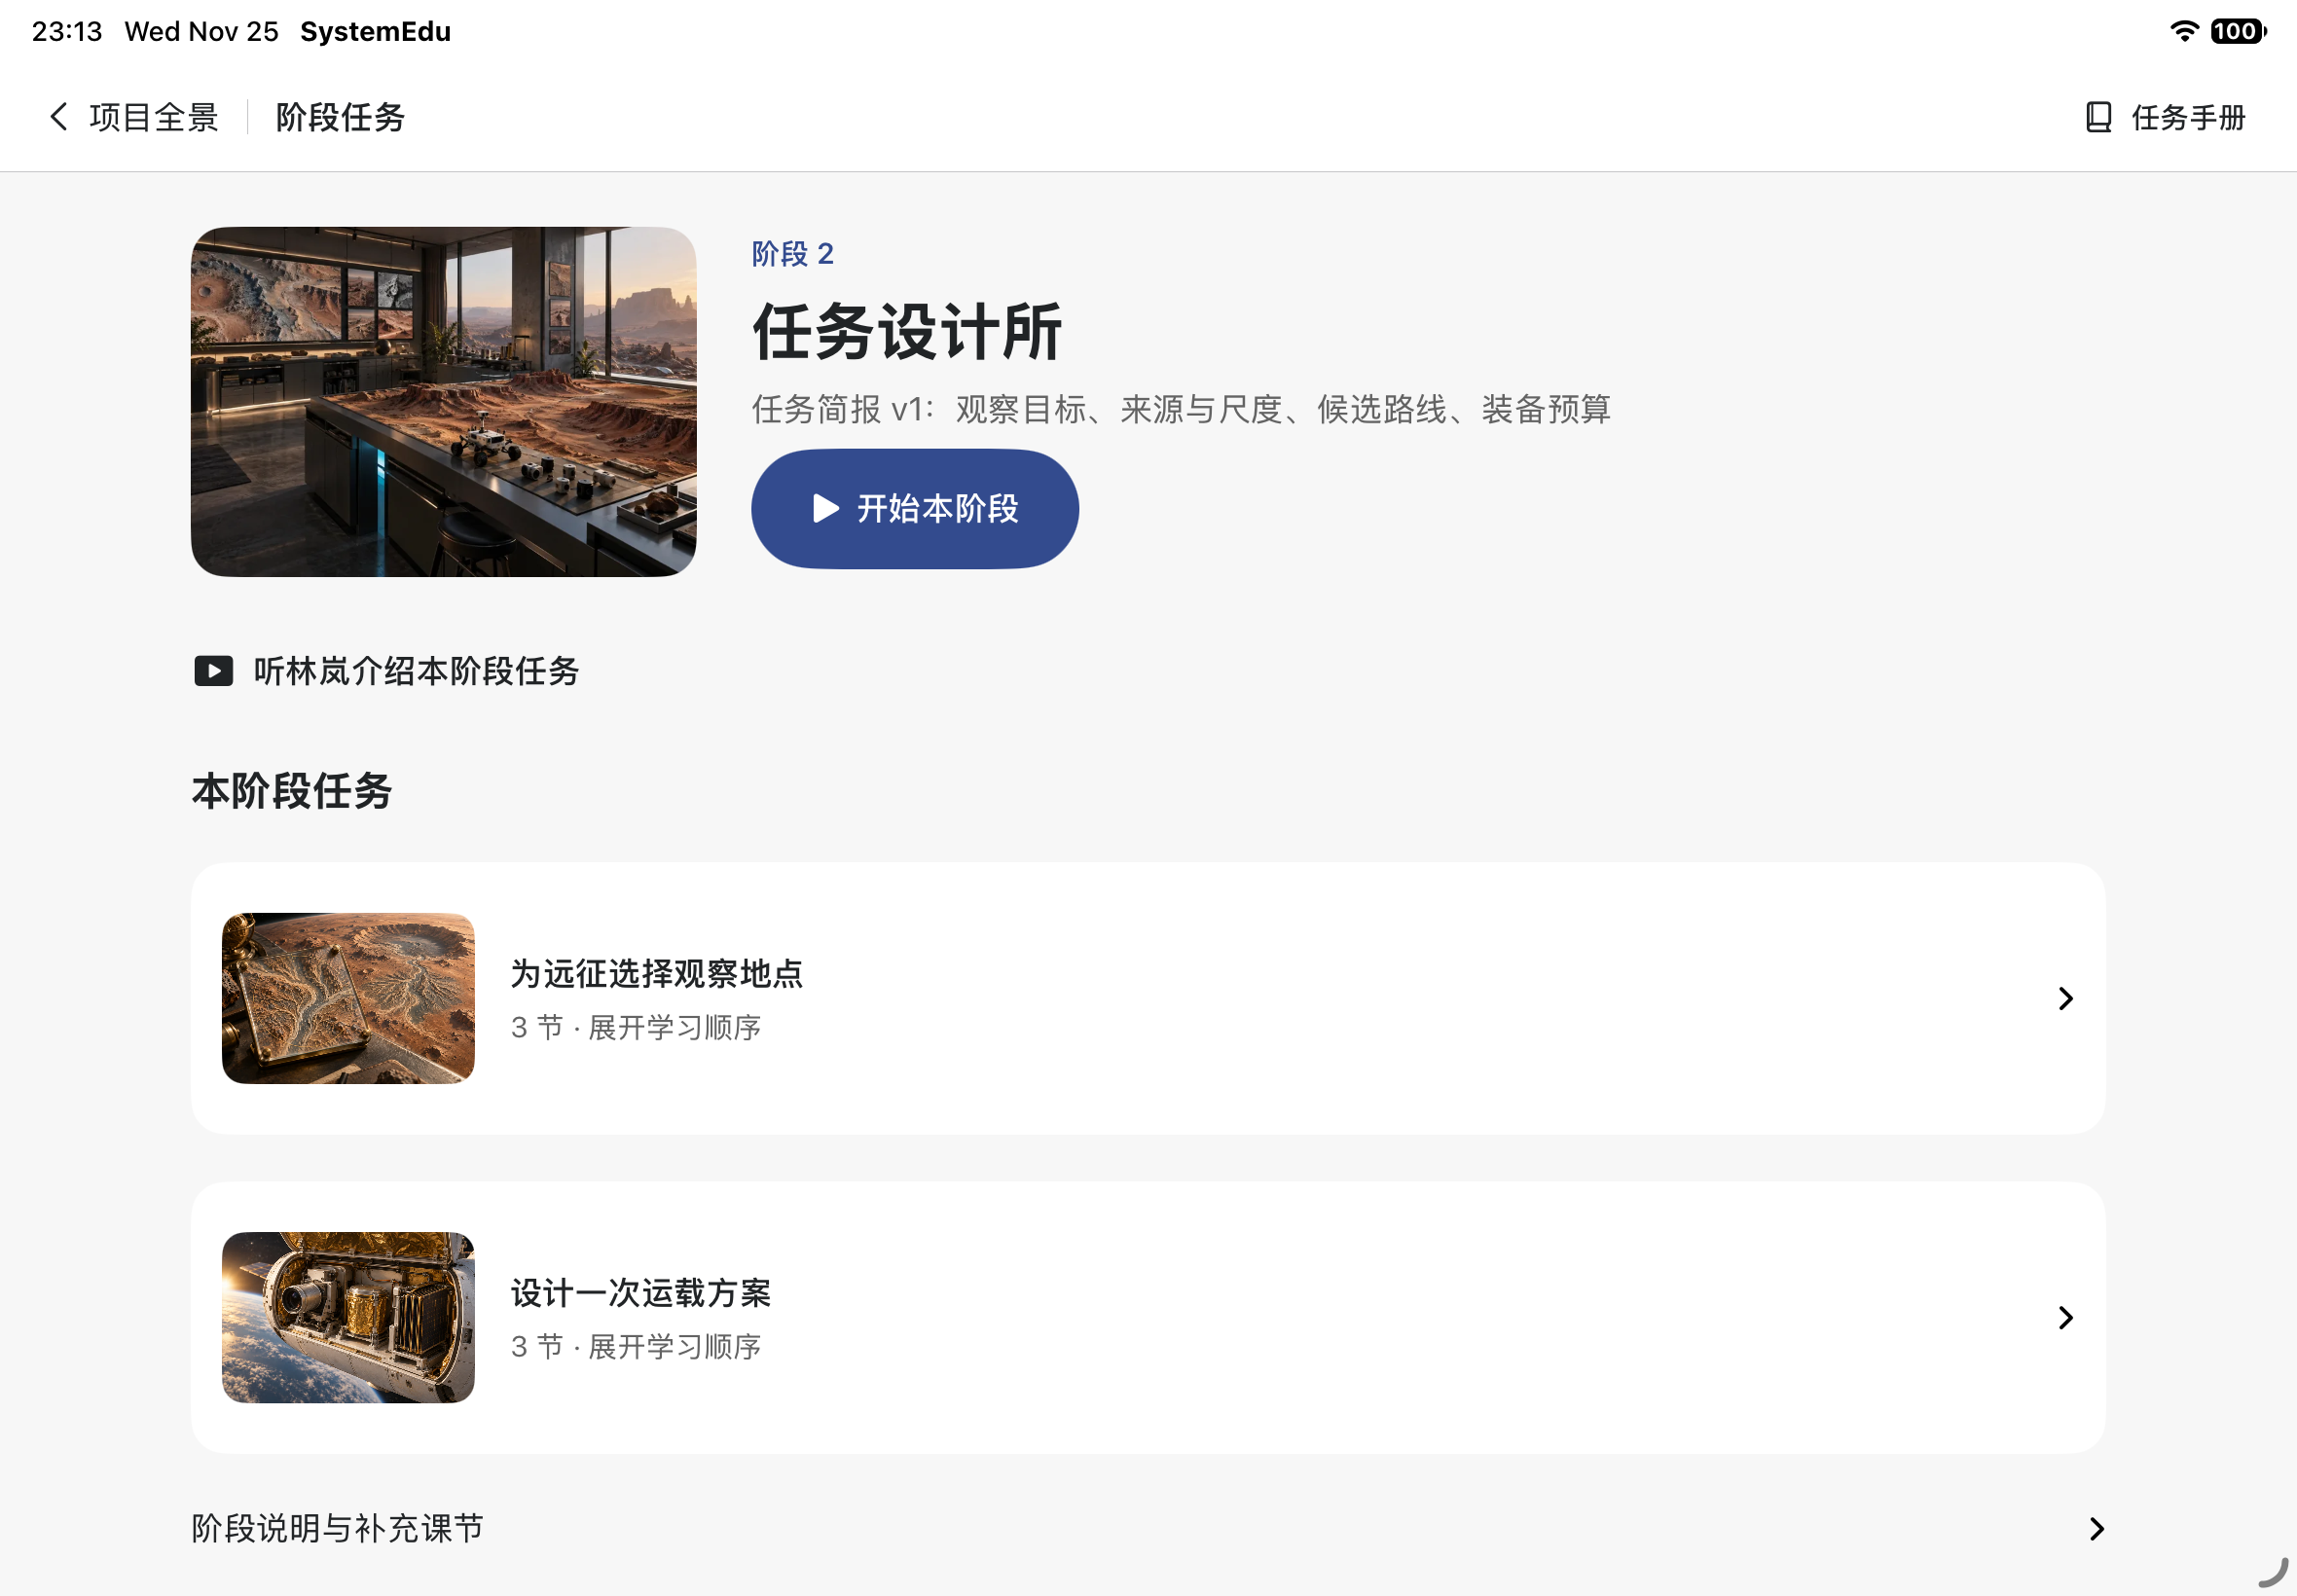 23:13 Wed Nov 25 SystemEdu
100
项目全景 阶段任务
任务手册
阶段 2
任务设计所
任务简报 v1：观察目标、来源与尺度、候选路线、装备预算
开始本阶段
听林岚介绍本阶段任务
本阶段任务
为远征选择观察地点
3 节 · 展开学习顺序
设计一次运载方案
3 节 · 展开学习顺序
阶段说明与补充课节